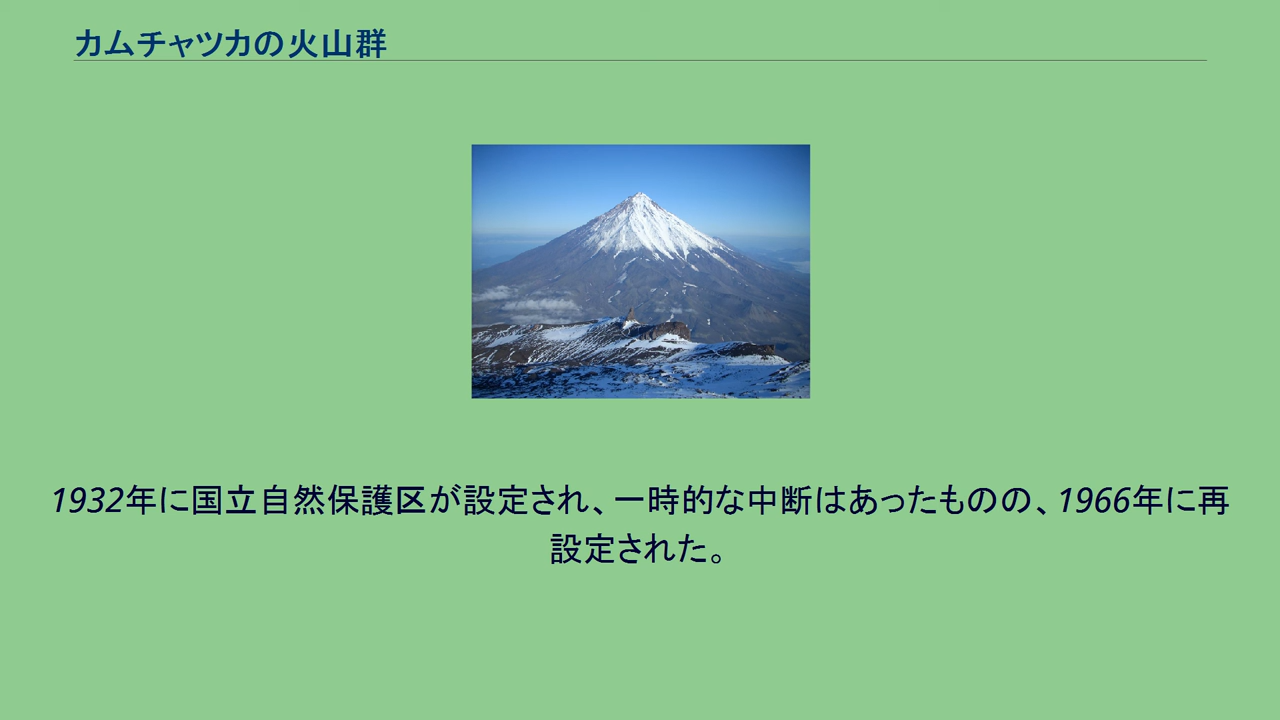 カムチャツカの火山群
1932年に国立自然保護区が設定され、一時的な中断はあったものの、1966年に再
設定された。